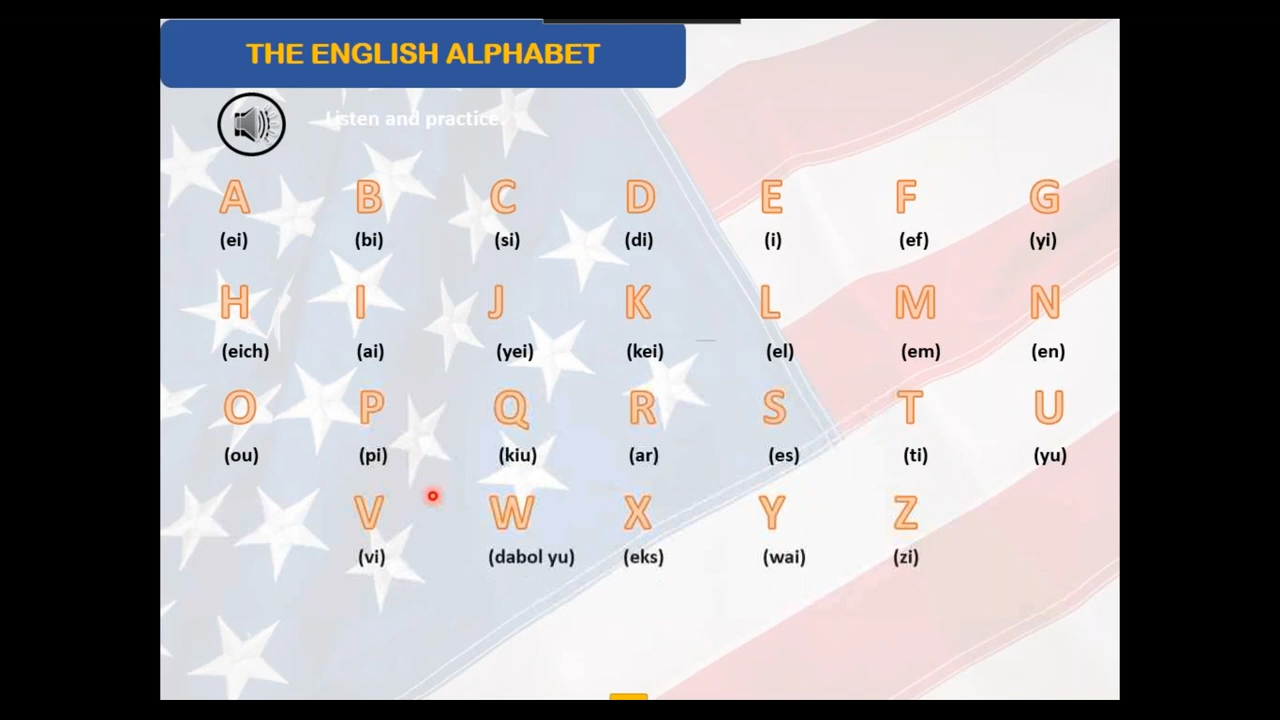 THE ENGLISH ALPHABET
Listen and practice.
A B C D E F G
(ei) (bi) (si) (di) (i) (ef) (yi)
H I J K L M N
(eich) (ai) (yei) (kei) (el) (em) (en)
O P Q R S T U
(ou) (pi) (kiu) (ar) (es) (ti) (yu)
V W X Y Z
(vi) (dabol yu) (eks) (wai) (zi)